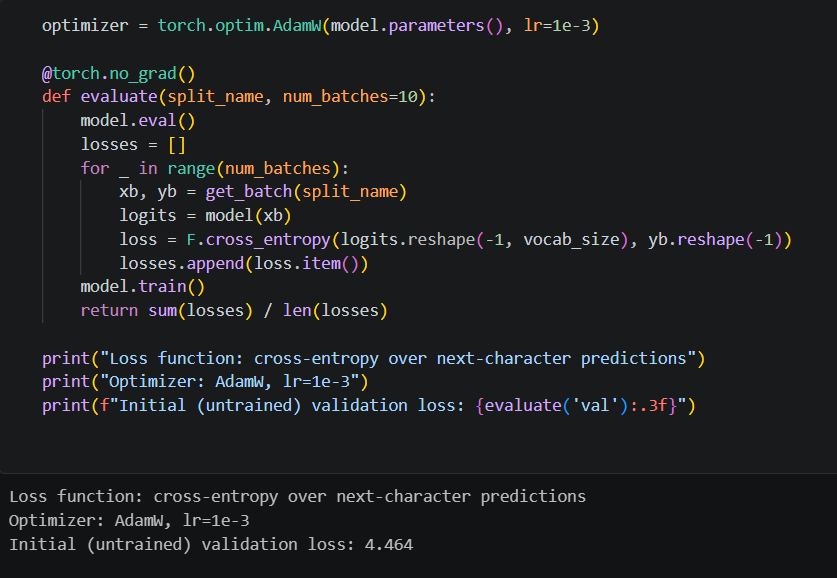 optimizer = torch.optim.AdamW(model.parameters(), lr=1e-3)

@torch.no_grad()
def evaluate(split_name, num_batches=10):
    model.eval()
    losses = []
    for _ in range(num_batches):
        xb, yb = get_batch(split_name)
        logits = model(xb)
        loss = F.cross_entropy(logits.reshape(-1, vocab_size), yb.reshape(-1))
        losses.append(loss.item())
    model.train()
    return sum(losses) / len(losses)

print("Loss function: cross-entropy over next-character predictions")
print("Optimizer: AdamW, lr=1e-3")
print(f"Initial (untrained) validation loss: {evaluate('val'):.3f}")

Loss function: cross-entropy over next-character predictions
Optimizer: AdamW, lr=1e-3
Initial (untrained) validation loss: 4.464